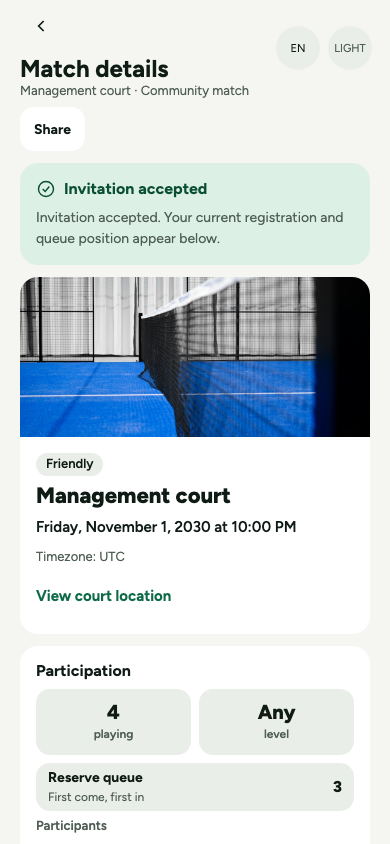 EN
LIGHT
Match details
Management court · Community match
Share
Invitation accepted
Invitation accepted. Your current registration and
queue position appear below.
Friendly
Management court
Friday, November 1, 2030 at 10:00 PM
Timezone: UTC
View court location
Participation
4
playing
Any
level
Reserve queue
First come, first in
3
Participants